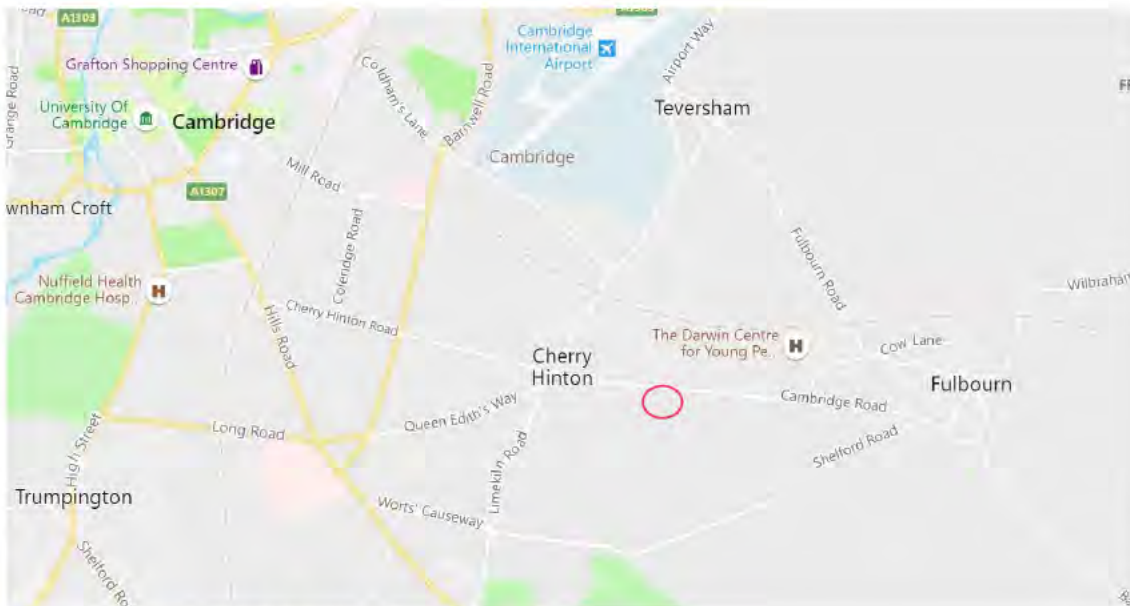 A1303
Cambridge
International
Airport
Airport Way
Grafton Shopping Centre
Coldham's Lane
Barnwell Road
Grange Road
University Of
Cambridge
Cambridge
Teversham
Cambridge
Mill Road
A1307
wnham Croft
Coleridge Road
Fulbourn Road
Nuffield Health
Cambridge Hosp...
H
Wilbraham
Hills Road
Cherry Hinton Road
The Darwin Centre
for Young Pe...
H
Cow Lane
Cherry
Hinton
Fulbourn
Queen Edith's Way
Cambridge Road
High Street
Long Road
Shelford Road
Limekiln Road
Trumpington
Worts' Causeway
Shelford Ro